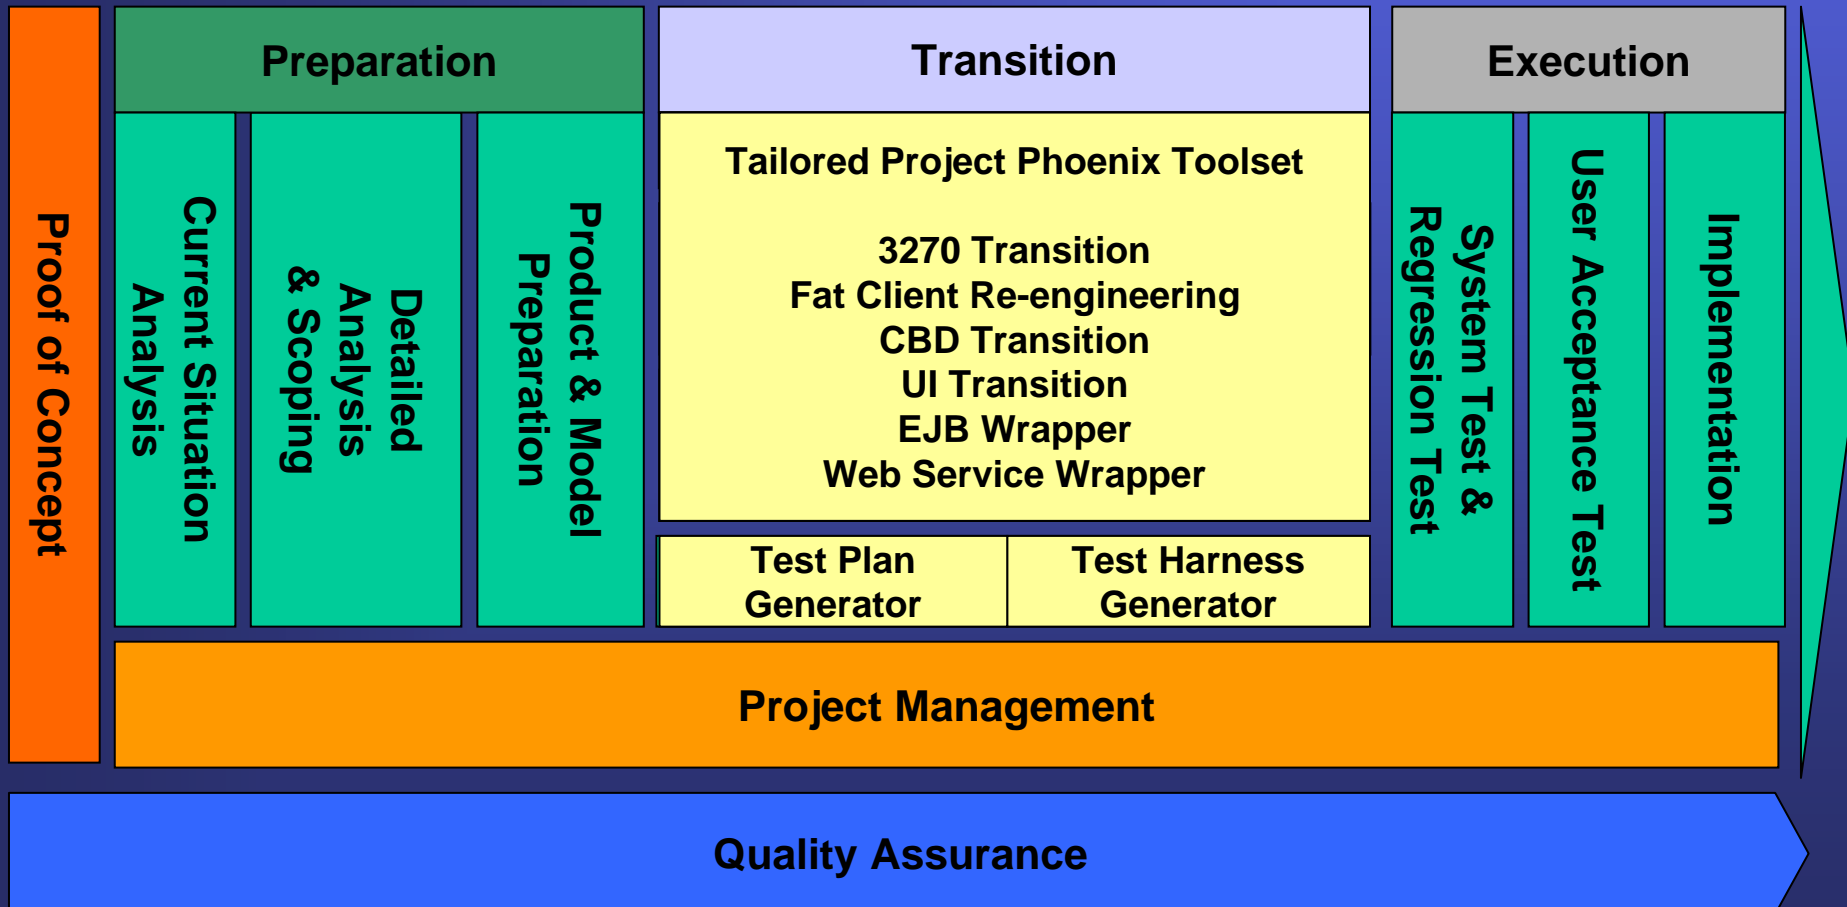 Proof of Concept
Preparation
Current Situation
Analysis
Detailed
Analysis
& Scoping
Product & Model
Preparation
Transition
Tailored Project Phoenix Toolset
3270 Transition
Fat Client Re-engineering
CBD Transition
UI Transition
EJB Wrapper
Web Service Wrapper
Test Plan
Generator
Test Harness
Generator
Execution
System Test &
Regression Test
User Acceptance Test
Implementation
Project Management
Quality Assurance